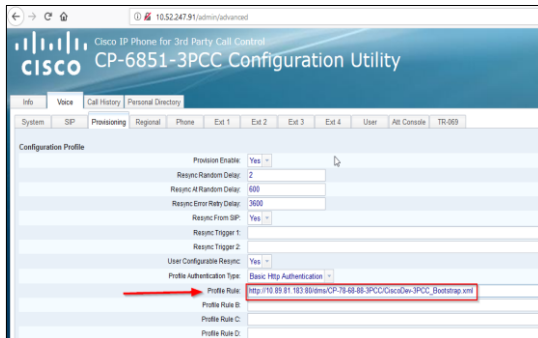 10.52.247.91/admin/advanced
Cisco IP Phone for 3rd Party Call Control
CISCO CP-6851-3PCC Configuration Utility
Info Voice Call History Personal Directory
System SIP Provisioning Regional Phone Ext 1 Ext 2 Ext 3 Ext 4 User Att Console TR-069
Configuration Profile
Provision Enable: Yes
Resync Random Delay: 2
Resync At Random Delay: 600
Resync Error Retry Delay: 3600
Resync From SIP: Yes
Resync Trigger 1:
Resync Trigger 2:
User Configurable Resync: Yes
Profile Authentication Type: Basic Http Authentication
Profile Rule: http://10.89.81.183:80/dms/CP-78-68-88-3PCC/CiscoDev-3PCC_Bootstrap.xml
Profile Rule B:
Profile Rule C:
Profile Rule D: